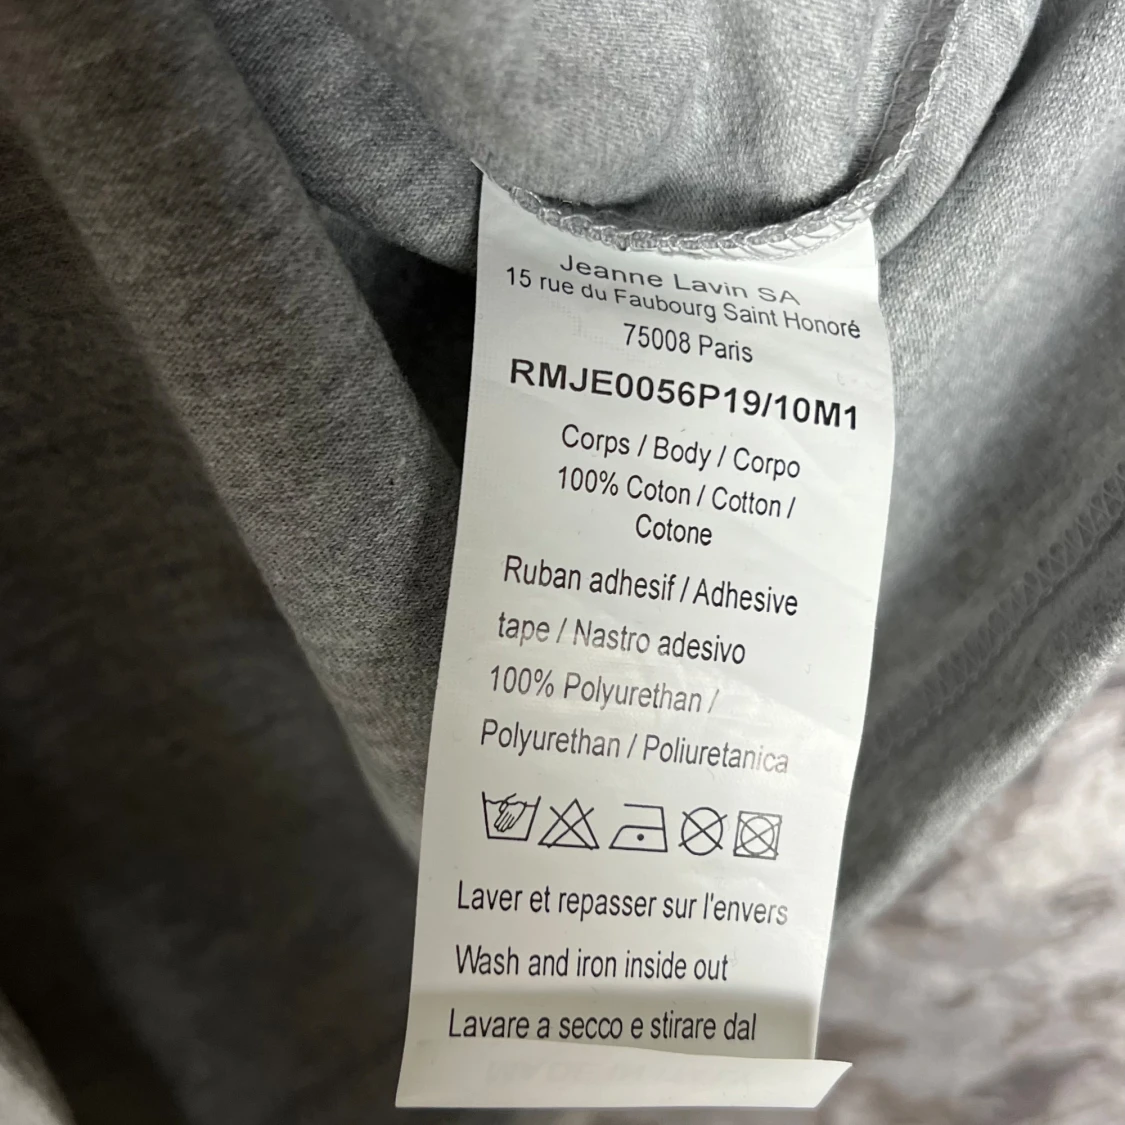 Jeanne Lavin SA
15 rue du Faubourg Saint Honoré
75008 Paris
RMJE0056P19/10M1
Corps / Body / Corpo
100% Coton / Cotton /
Cotone
Ruban adhesif / Adhesive
tape / Nastro adesivo
100% Polyurethan /
Polyurethan / Poliuretanica
Laver et repasser sur l'envers
Wash and iron inside out
Lavare a secco e stirare dal